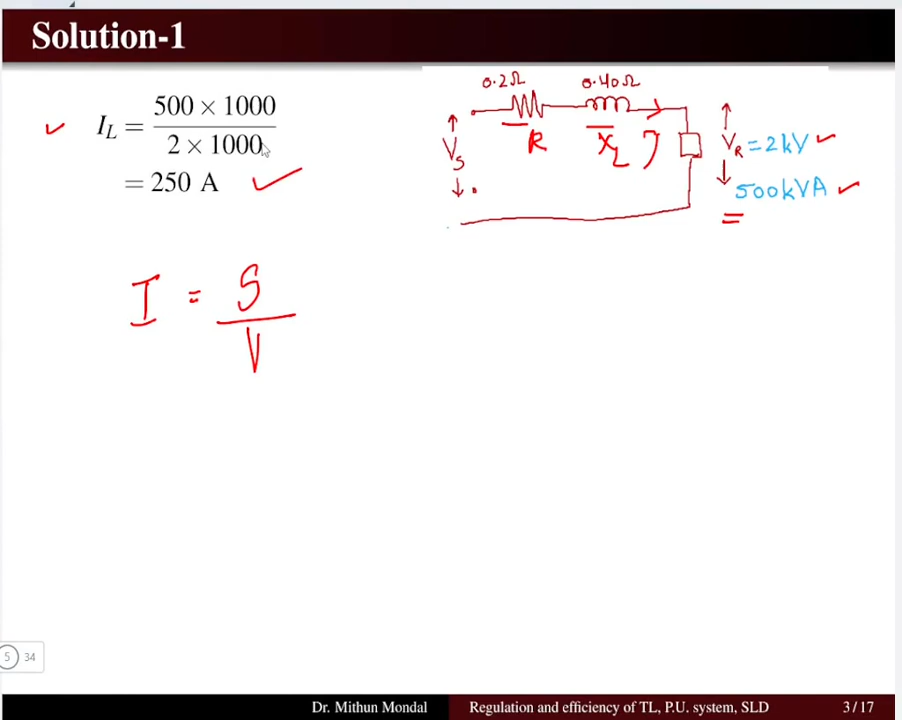 Solution-1
I_L = 500 × 1000 / 2 × 1000
= 250 A
I = S / V
0.2Ω 0.40Ω
R X_L
V_S
V_R = 2kV
500kVA
5 34
Dr. Mithun Mondal Regulation and efficiency of TL, P.U. system, SLD 3 / 17